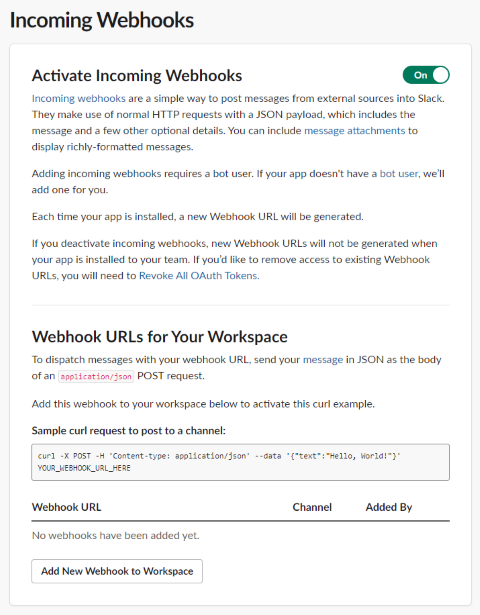 Incoming Webhooks
Activate Incoming Webhooks
On
Incoming webhooks are a simple way to post messages from external sources into Slack.
They make use of normal HTTP requests with a JSON payload, which includes the
message and a few other optional details. You can include message attachments to
display richly-formatted messages.
Adding incoming webhooks requires a bot user. If your app doesn't have a bot user, we'll
add one for you.
Each time your app is installed, a new Webhook URL will be generated.
If you deactivate incoming webhooks, new Webhook URLs will not be generated when
your app is installed to your team. If you'd like to remove access to existing Webhook
URLs, you will need to Revoke All OAuth Tokens.
Webhook URLs for Your Workspace
To dispatch messages with your webhook URL, send your message in JSON as the body
of an application/json POST request.
Add this webhook to your workspace below to activate this curl example.
Sample curl request to post to a channel:
curl -X POST -H 'Content-type: application/json' --data '{"text":"Hello, World!"}'
YOUR_WEBHOOK_URL_HERE
Webhook URL Channel Added By
No webhooks have been added yet.
Add New Webhook to Workspace